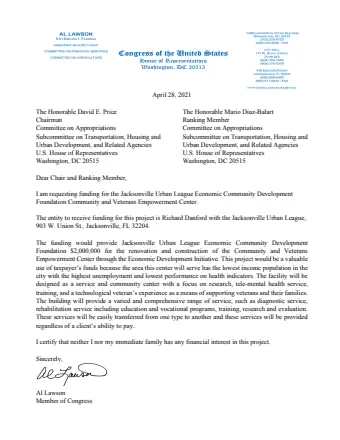 AL LAWSON
5TH DISTRICT, FLORIDA
COMMITTEE ON FINANCIAL SERVICES
COMMITTEE ON AGRICULTURE
Congress of the United States
House of Representatives
Washington, DC 20515
April 28, 2021
The Honorable David E. Price
Chairman
Committee on Appropriations
Subcommittee on Transportation, Housing and
Urban Development, and Related Agencies
U.S. House of Representatives
Washington, DC 20515
The Honorable Mario Diaz-Balart
Ranking Member
Committee on Appropriations
Subcommittee on Transportation, Housing and
Urban Development, and Related Agencies
U.S. House of Representatives
Washington, DC 20515
Dear Chair and Ranking Member,
I am requesting funding for the Jacksonville Urban League Economic Community Development
Foundation Community and Veterans Empowerment Center.
The entity to receive funding for this project is Richard Danford with the Jacksonville Urban League,
903 W. Union St., Jacksonville, FL 32204.
The funding would provide Jacksonville Urban League Economic Community Development
Foundation $2,000,000 for the renovation and construction of the Community and Veterans
Empowerment Center through the Economic Development Initiative. This project would be a valuable
use of taxpayer's funds because the area this center will serve has the lowest income population in the
city with the highest unemployment and lowest performance on health indicators. The facility will be
designed as a service and community center with a focus on research, tele-mental health service,
training, and a technological veteran's experience as a means of supporting veterans and their families.
The building will provide a varied and comprehensive range of service, such as diagnostic service,
rehabilitation service including education and vocational programs, training, research and evaluation.
These services will be easily transferred from one type to another and these services will be provided
regardless of a client's ability to pay.
I certify that neither I nor my immediate family has any financial interest in this project.
Sincerely,
Al Lawson
Al Lawson
Member of Congress